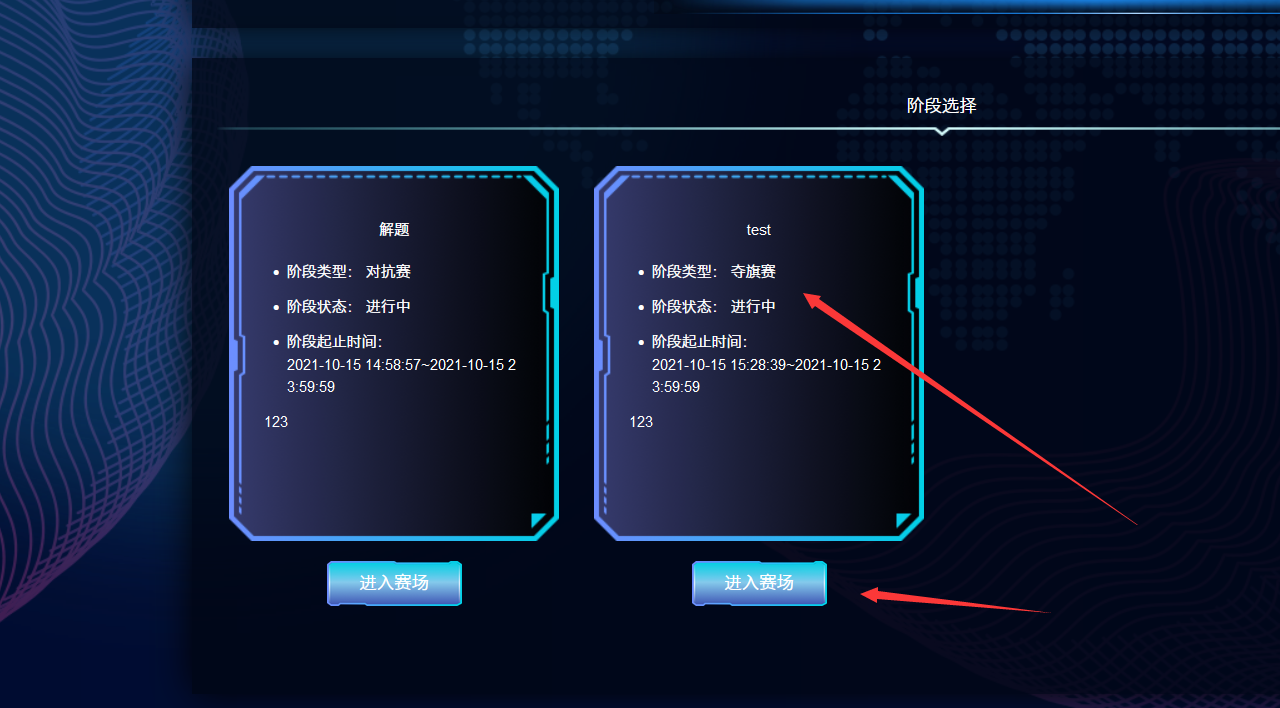 阶段选择
解题
阶段类型： 对抗赛
阶段状态： 进行中
阶段起止时间：
2021-10-15 14:58:57~2021-10-15 2
3:59:59
123
进入赛场
test
阶段类型： 夺旗赛
阶段状态： 进行中
阶段起止时间：
2021-10-15 15:28:39~2021-10-15 2
3:59:59
123
进入赛场